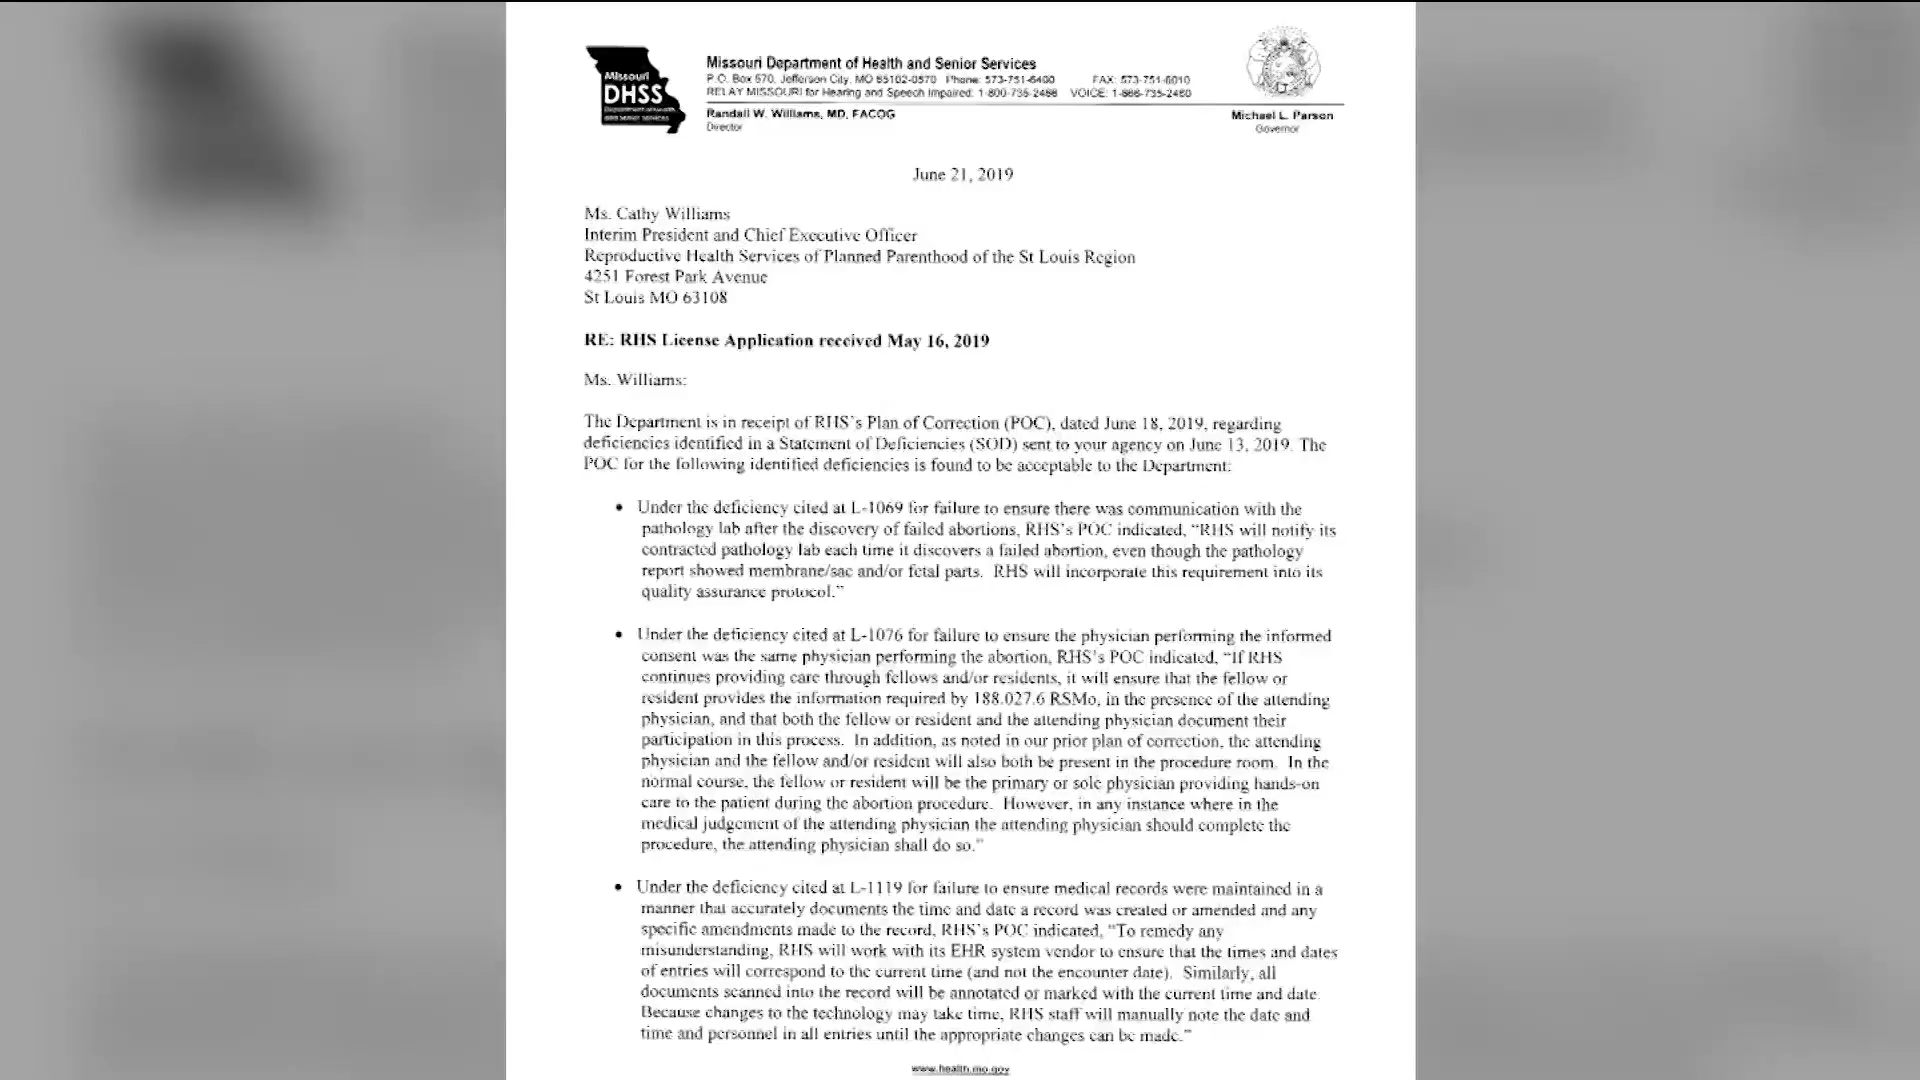 Missouri
DHSS
Department of Health
and Senior Services
Missouri Department of Health and Senior Services
P.O. Box 570, Jefferson City, MO 65102-0570 Phone: 573-751-6400 FAX: 573-751-6010
RELAY MISSOURI for Hearing and Speech Impaired: 1-800-735-2466 VOICE: 1-866-735-2460
Randall W. Williams, MD, FACOG
Director
Michael L. Parson
Governor
June 21, 2019
Ms. Cathy Williams
Interim President and Chief Executive Officer
Reproductive Health Services of Planned Parenthood of the St Louis Region
4251 Forest Park Avenue
St Louis MO 63108
RE: RHS License Application received May 16, 2019
Ms. Williams:
The Department is in receipt of RHS's Plan of Correction (POC), dated June 18, 2019, regarding
deficiencies identified in a Statement of Deficiencies (SOD) sent to your agency on June 13, 2019. The
POC for the following identified deficiencies is found to be acceptable to the Department:
• Under the deficiency cited at L-1069 for failure to ensure there was communication with the
pathology lab after the discovery of failed abortions, RHS's POC indicated, “RHS will notify its
contracted pathology lab each time it discovers a failed abortion, even though the pathology
report showed membrane/sac and/or fetal parts. RHS will incorporate this requirement into its
quality assurance protocol.”
• Under the deficiency cited at L-1076 for failure to ensure the physician performing the informed
consent was the same physician performing the abortion, RHS's POC indicated, “If RHS
continues providing care through fellows and/or residents, it will ensure that the fellow or
resident provides the information required by 188.027.6 RSMo, in the presence of the attending
physician, and that both the fellow or resident and the attending physician document their
participation in this process. In addition, as noted in our prior plan of correction, the attending
physician and the fellow and/or resident will also both be present in the procedure room. In the
normal course, the fellow or resident will be the primary or sole physician providing hands-on
care to the patient during the abortion procedure. However, in any instance where in the
medical judgement of the attending physician the attending physician should complete the
procedure, the attending physician shall do so.”
• Under the deficiency cited at L-1119 for failure to ensure medical records were maintained in a
manner that accurately documents the time and date a record was created or amended and any
specific amendments made to the record, RHS's POC indicated, “To remedy any
misunderstanding, RHS will work with its EHR system vendor to ensure that the times and dates
of entries will correspond to the current time (and not the encounter date). Similarly, all
documents scanned into the record will be annotated or marked with the current time and date.
Because changes to the technology may take time, RHS staff will manually note the date and
time and personnel in all entries until the appropriate changes can be made.”
www.health.mo.gov